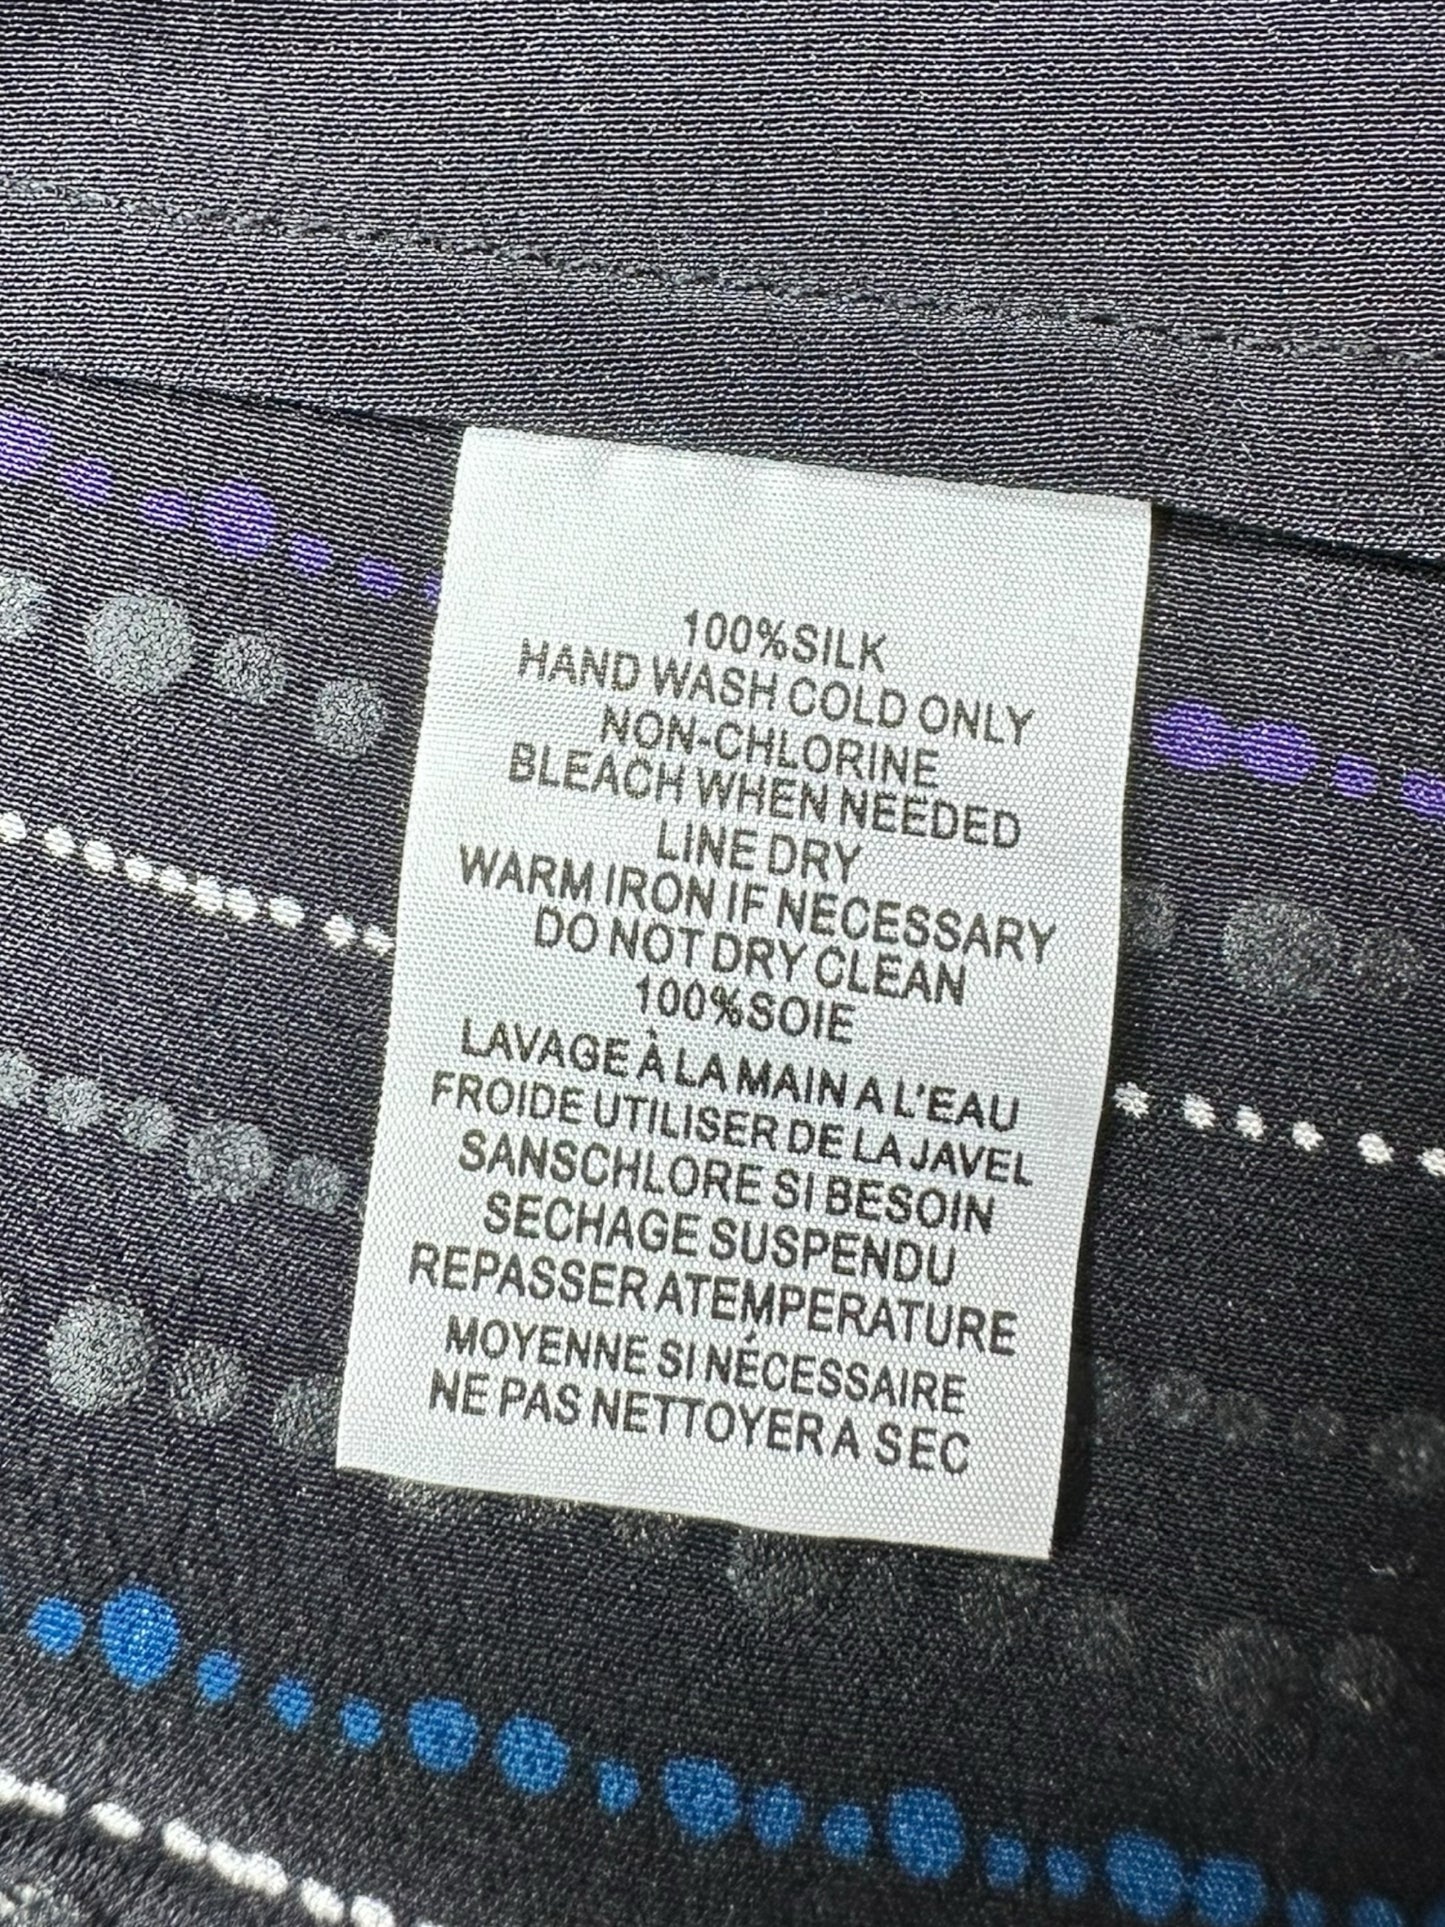 100%SILK
HAND WASH COLD ONLY
NON-CHLORINE
BLEACH WHEN NEEDED
LINE DRY
WARM IRON IF NECESSARY
DO NOT DRY CLEAN
100%SOIE
LAVAGE À LA MAIN A L'EAU
FROIDE UTILISER DE LA JAVEL
SANSCHLORE SI BESOIN
SECHAGE SUSPENDU
REPASSER ATEMPERATURE
MOYENNE SI NÉCESSAIRE
NE PAS NETTOYER A SEC